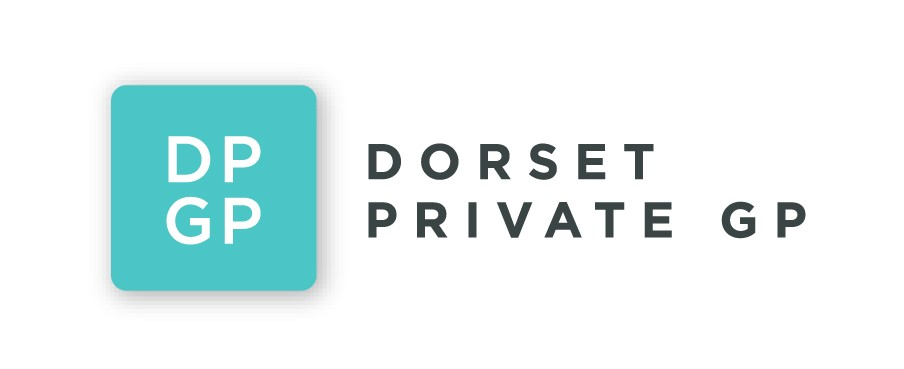 DP
GP
DORSET
PRIVATE GP